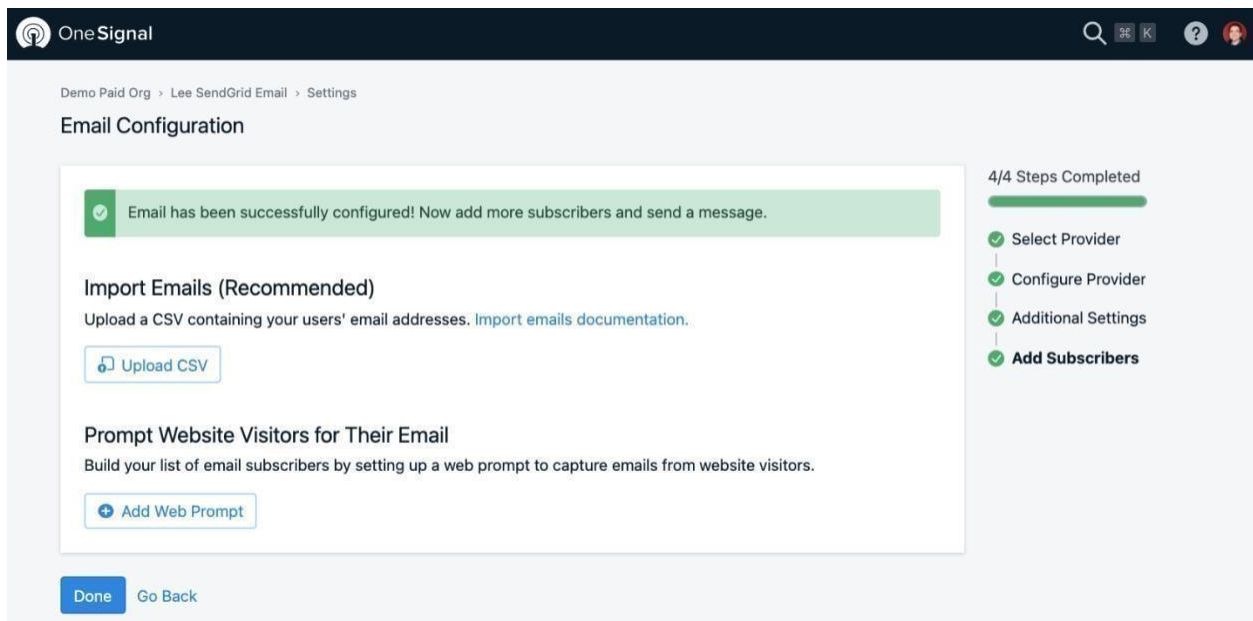 OneSignal
⌘ K
?
Demo Paid Org › Lee SendGrid Email › Settings
Email Configuration
Email has been successfully configured! Now add more subscribers and send a message.
Import Emails (Recommended)
Upload a CSV containing your users' email addresses. Import emails documentation.
Upload CSV
Prompt Website Visitors for Their Email
Build your list of email subscribers by setting up a web prompt to capture emails from website visitors.
Add Web Prompt
Done Go Back
4/4 Steps Completed
Select Provider
Configure Provider
Additional Settings
Add Subscribers